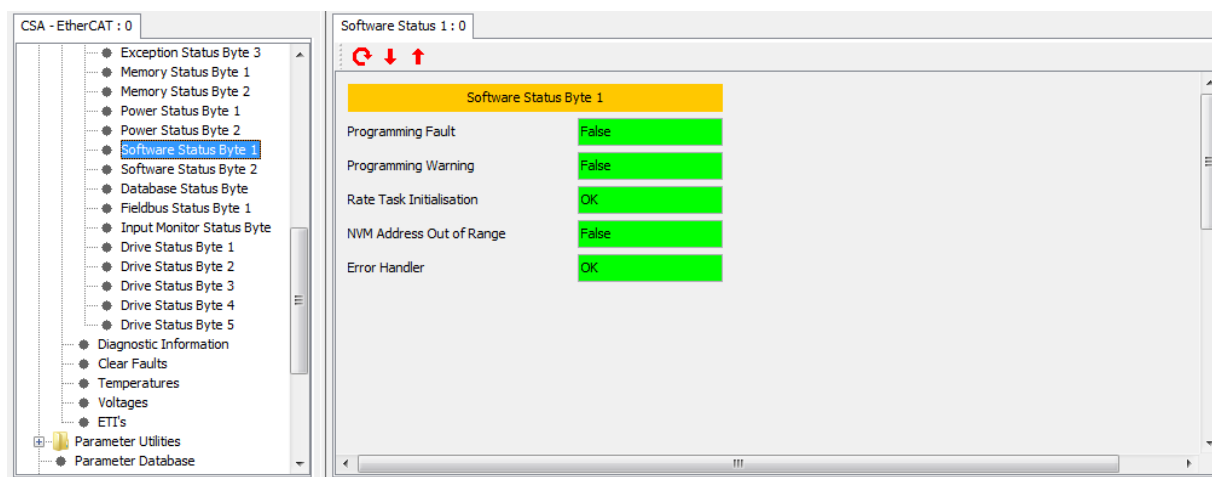 CSA - EtherCAT : 0
Exception Status Byte 3
Memory Status Byte 1
Memory Status Byte 2
Power Status Byte 1
Power Status Byte 2
Software Status Byte 1
Software Status Byte 2
Database Status Byte
Fieldbus Status Byte 1
Input Monitor Status Byte
Drive Status Byte 1
Drive Status Byte 2
Drive Status Byte 3
Drive Status Byte 4
Drive Status Byte 5
Diagnostic Information
Clear Faults
Temperatures
Voltages
ETI's
Parameter Utilities
Parameter Database
Software Status 1 : 0
Software Status Byte 1
Programming Fault False
Programming Warning False
Rate Task Initialisation OK
NVM Address Out of Range False
Error Handler OK